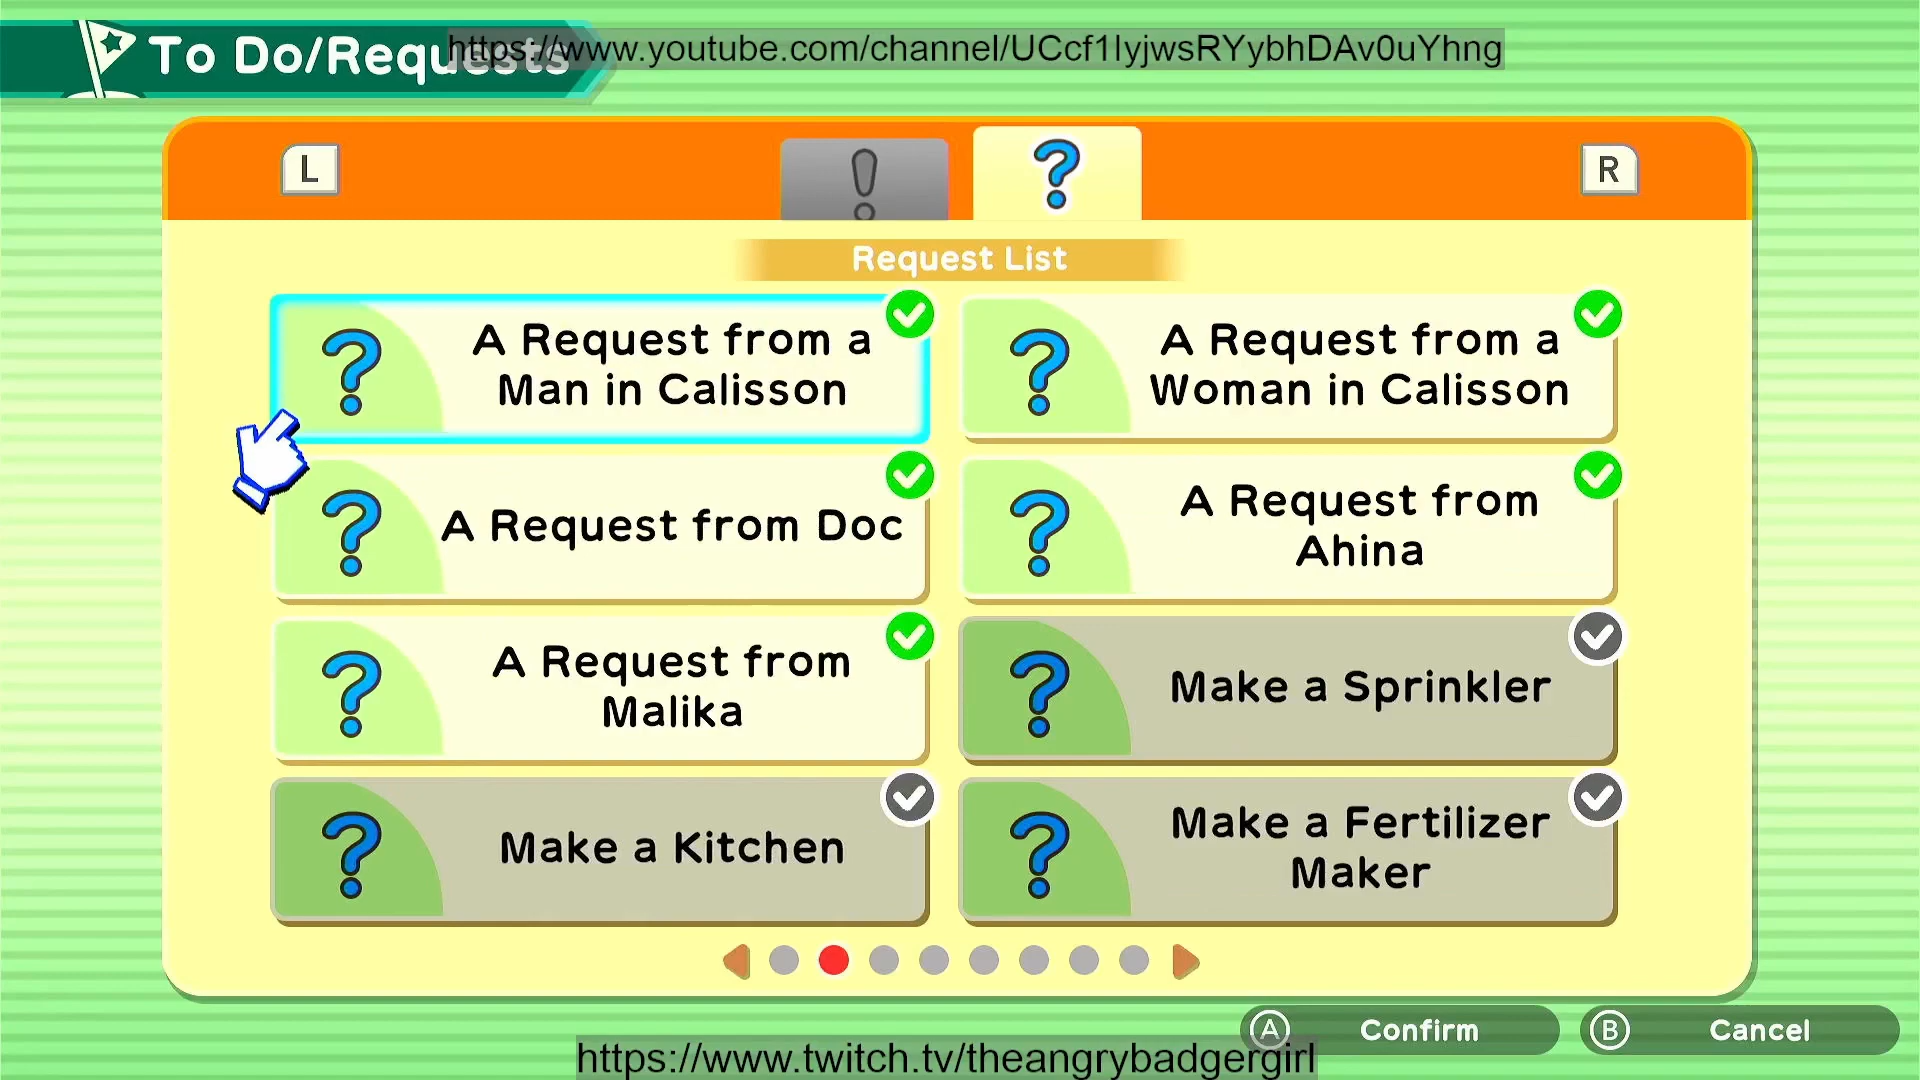 To Do/Requests
https://www.youtube.com/channel/UCcf1IyjwsRYybhDAv0uYhng
L
!
?
R
Request List
? A Request from a
Man in Calisson
? A Request from a
Woman in Calisson
? A Request from Doc
? A Request from
Ahina
? A Request from
Malika
? Make a Sprinkler
? Make a Kitchen
? Make a Fertilizer
Maker
A Confirm
B Cancel
https://www.twitch.tv/theangrybadgergirl